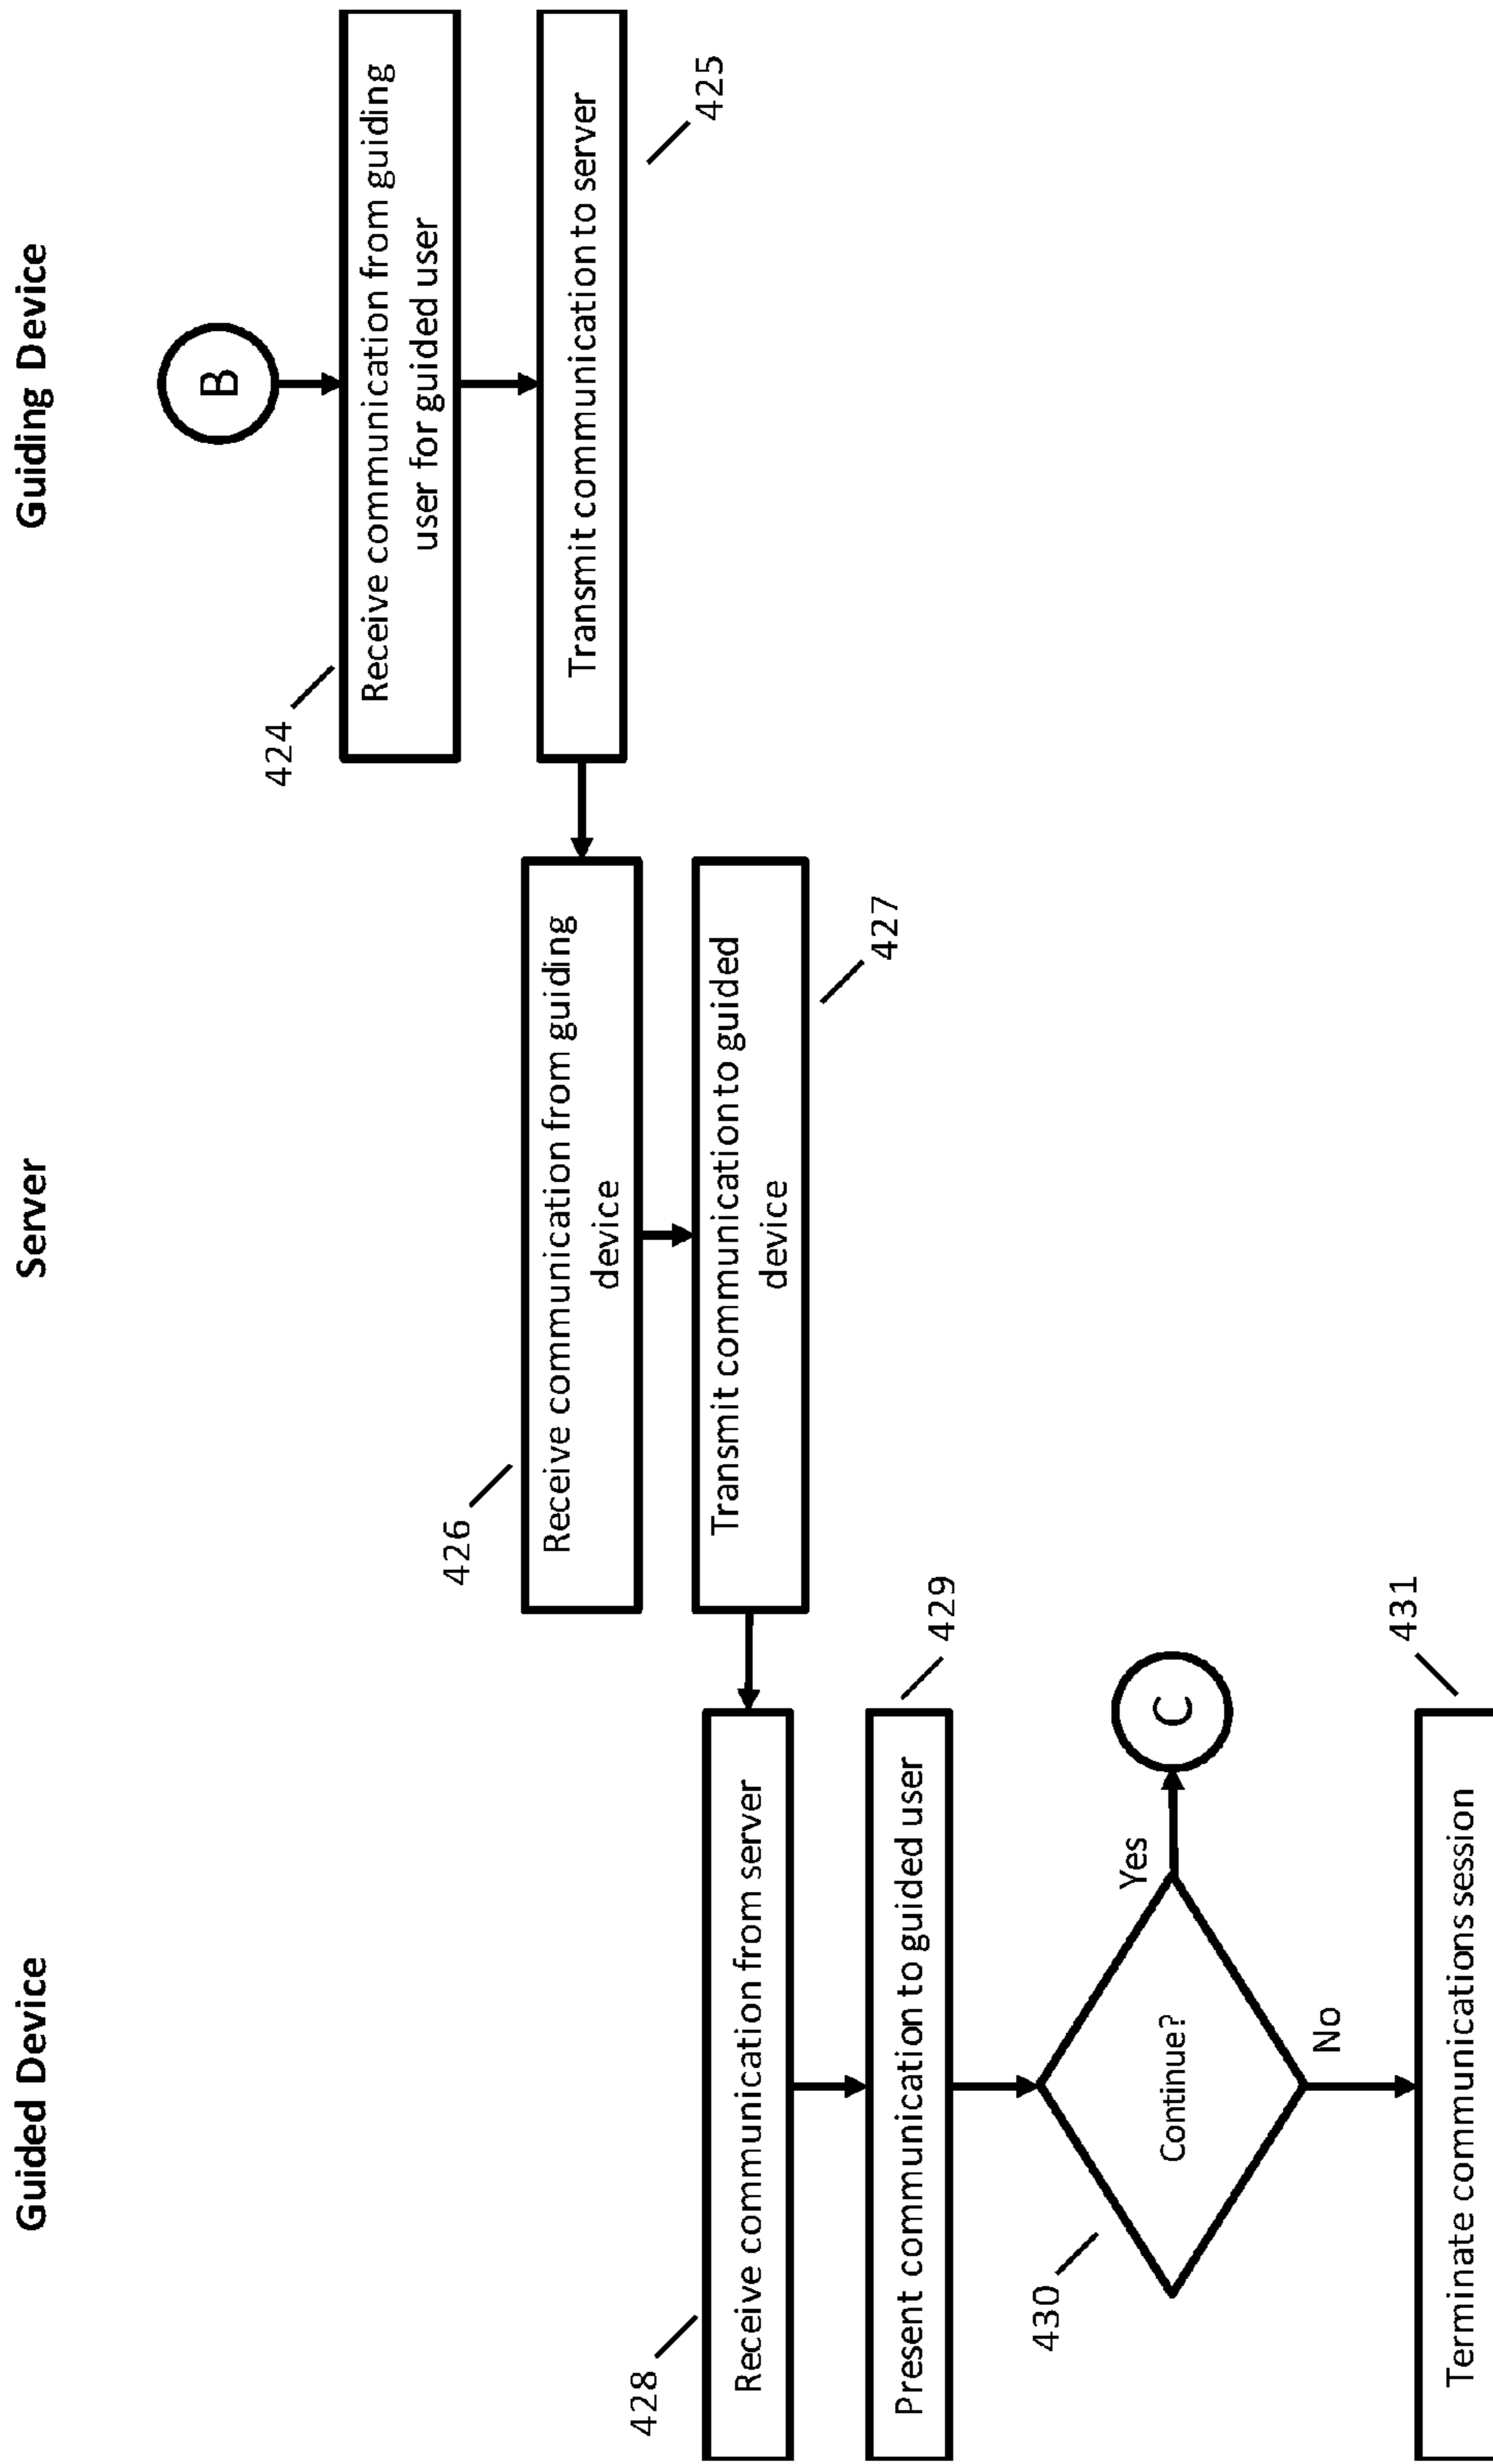 Guided Device
Server
Guiding Device
B
424
Receive communication from guiding
user for guided user
425
Transmit communication to server
426
Receive communication from guiding
device
427
Transmit communication to guided
device
428
Receive communication from server
429
Present communication to guided user
430
Continue?
Yes
C
No
431
Terminate communications session